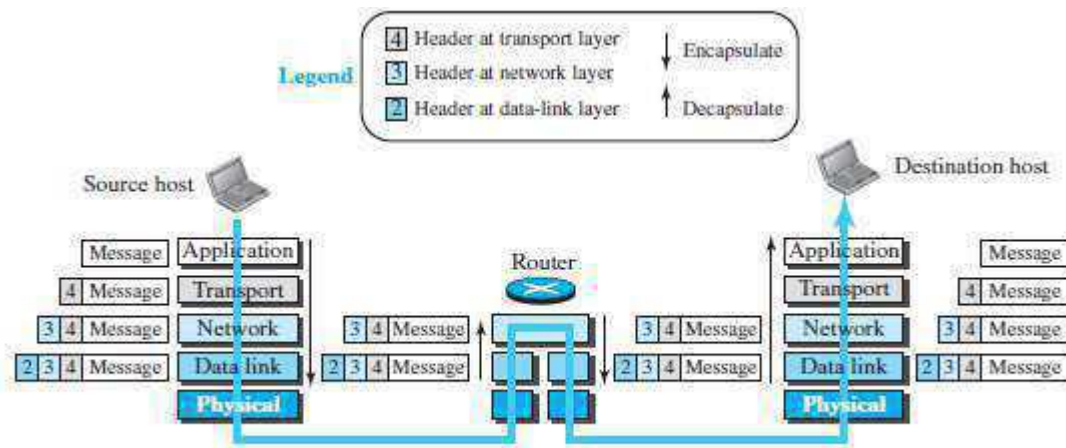 Legend
4 Header at transport layer
3 Header at network layer
2 Header at data-link layer
Encapsulate
Decapsulate
Source host
Destination host
Router
Message Application
4 Message Transport
3 4 Message Network
2 3 4 Message Data link
Physical
3 4 Message
2 3 4 Message
3 4 Message
2 3 4 Message
Application Message
Transport 4 Message
Network 3 4 Message
Data link 2 3 4 Message
Physical